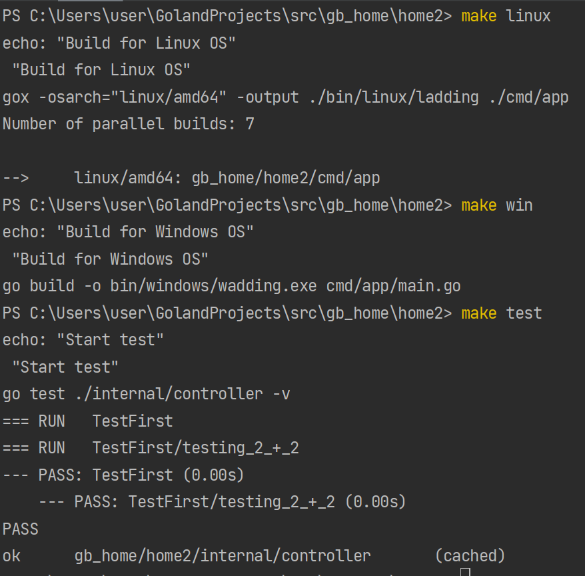 PS C:\Users\user\GolandProjects\src\gb_home\home2> make linux
echo: "Build for Linux OS"
 "Build for Linux OS"
gox -osarch="linux/amd64" -output ./bin/linux/ladding ./cmd/app
Number of parallel builds: 7
-->     linux/amd64: gb_home/home2/cmd/app
PS C:\Users\user\GolandProjects\src\gb_home\home2> make win
echo: "Build for Windows OS"
 "Build for Windows OS"
go build -o bin/windows/wadding.exe cmd/app/main.go
PS C:\Users\user\GolandProjects\src\gb_home\home2> make test
echo: "Start test"
 "Start test"
go test ./internal/controller -v
=== RUN   TestFirst
=== RUN   TestFirst/testing_2_+_2
--- PASS: TestFirst (0.00s)
    --- PASS: TestFirst/testing_2_+_2 (0.00s)
PASS
ok      gb_home/home2/internal/controller       (cached)